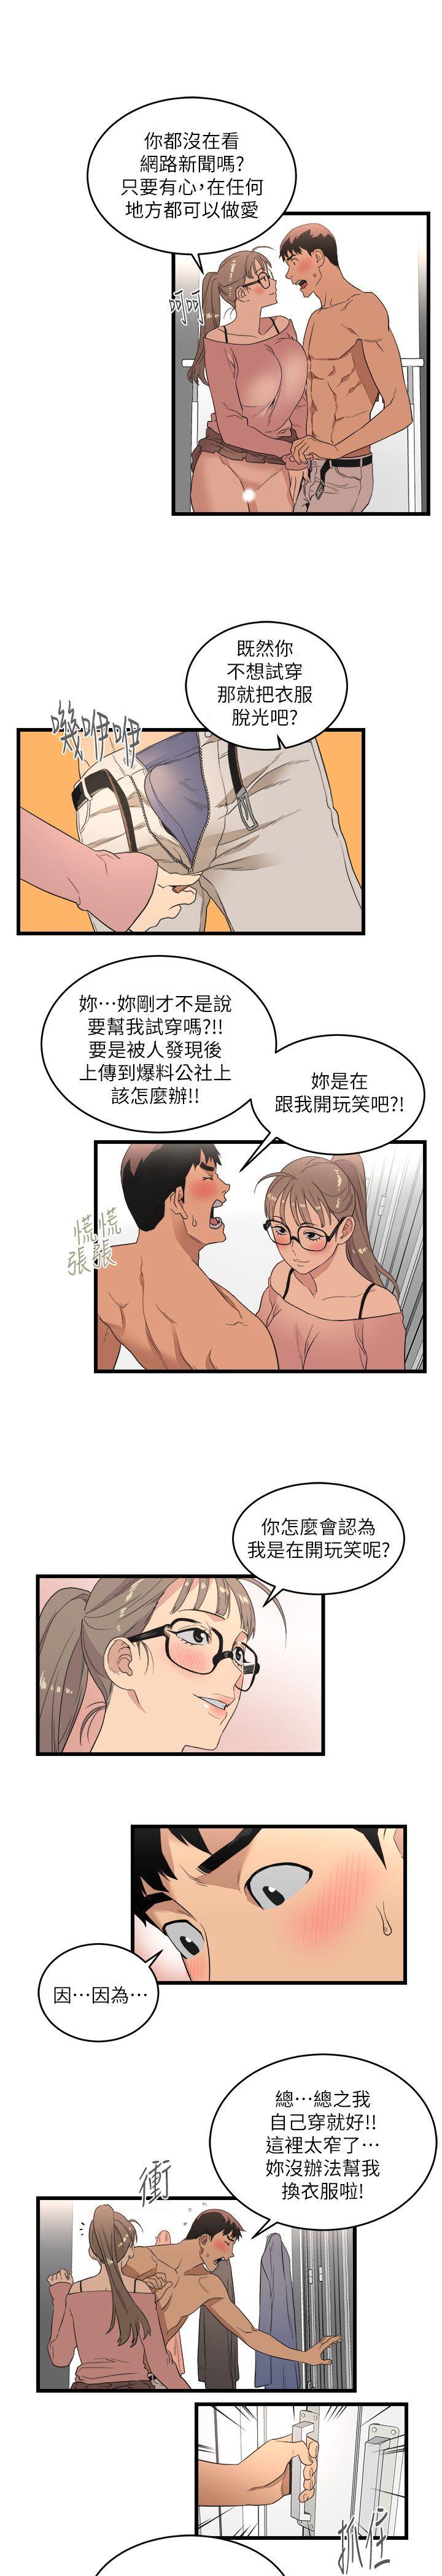 你都沒在看
網路新聞嗎?
只要有心,在任何
地方都可以做愛
呵呵
既然你
不想試穿
那就把衣服
脫光吧?
嘰咿咿
妳…妳剛才不是說
要幫我試穿嗎?!!
要是被人發現後
上傳到爆料公社上
該怎麼辦!!
妳是在
跟我開玩笑吧?!
慌慌
張張
你怎麼會認為
我是在開玩笑呢?
因…因為…
總…總之我
自己穿就好!!
這裡太窄了…
妳沒辦法幫我
換衣服啦!
衝
抓住